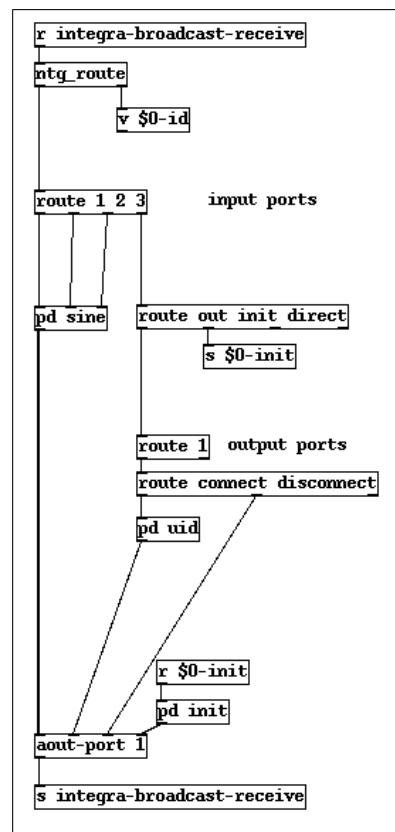 r integra-broadcast-receive
ntg_route
v $0-id
route 1 2 3
input ports
pd sine
route out init direct
s $0-init
route 1
output ports
route connect disconnect
pd uid
r $0-init
pd init
aout-port 1
s integra-broadcast-receive